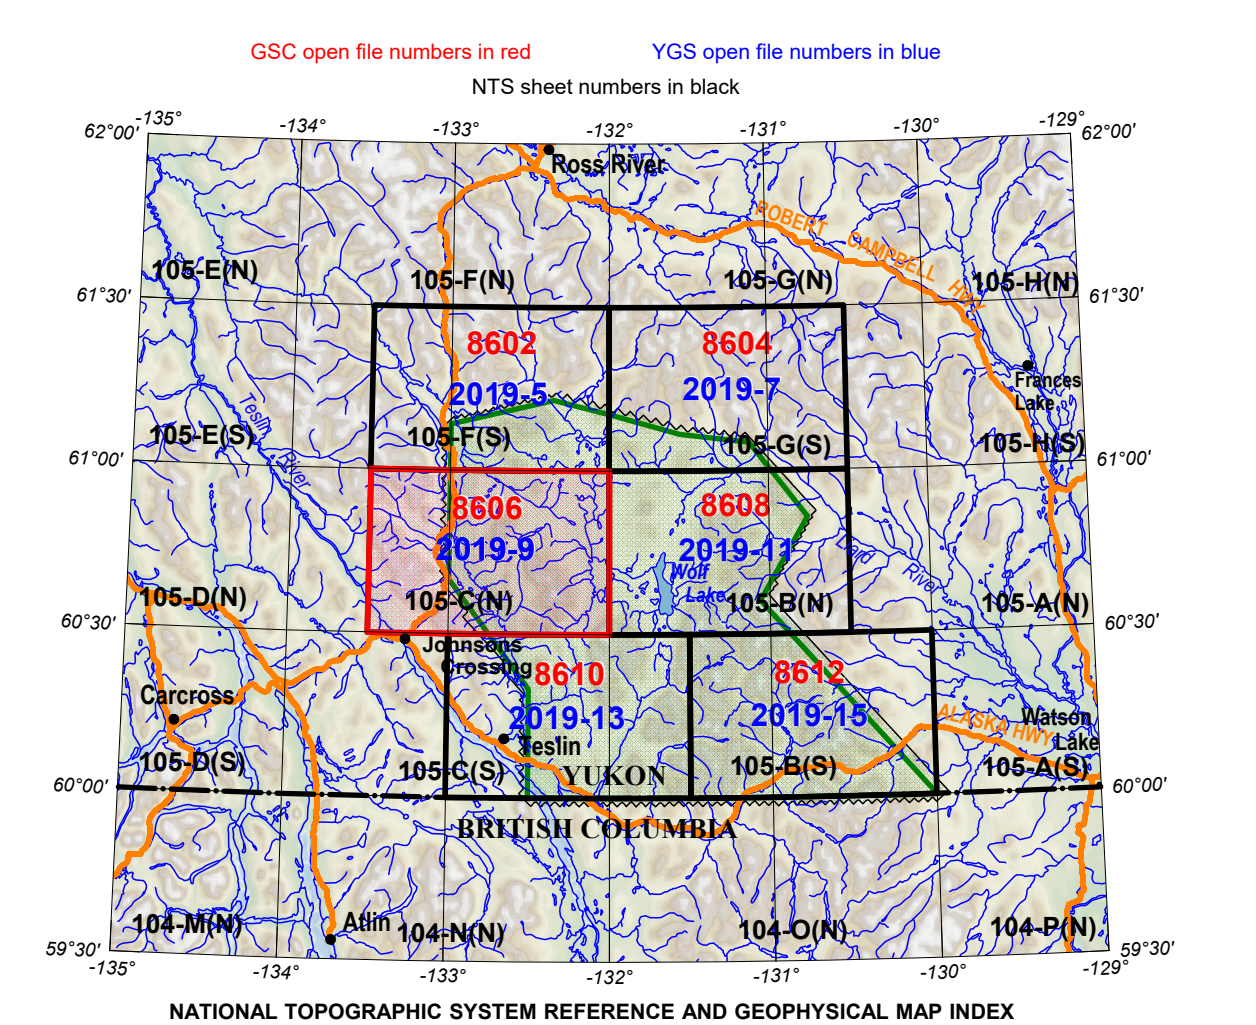 GSC open file numbers in red
YGS open file numbers in blue
NTS sheet numbers in black
-135°
-134°
-133°
-132°
-131°
-130°
-129°
62°00'
62°00'
Ross River
ROBERT CAMPBELL HWY
105-E(N)
105-F(N)
105-G(N)
105-H(N)
61°30'
61°30'
8602
8604
2019-5
2019-7
Frances
Lake
Teslin River
105-E(S)
105-F(S)
105-G(S)
105-H(S)
61°00'
61°00'
8606
8608
2019-9
2019-11
Liard River
Wolf
Lake
105-D(N)
105-C(N)
105-B(N)
105-A(N)
60°30'
60°30'
Johnsons
Crossing
8610
8612
Carcross
2019-13
2019-15
ALASKA HWY
Watson
Lake
Teslin
105-D(S)
105-C(S)
YUKON
105-B(S)
105-A(S)
60°00'
60°00'
BRITISH COLUMBIA
104-M(N)
Atlin
104-N(N)
104-O(N)
104-P(N)
59°30'
59°30'
-135°
-134
-133
-132
-131
-130°
-129°
NATIONAL TOPOGRAPHIC SYSTEM REFERENCE AND GEOPHYSICAL MAP INDEX